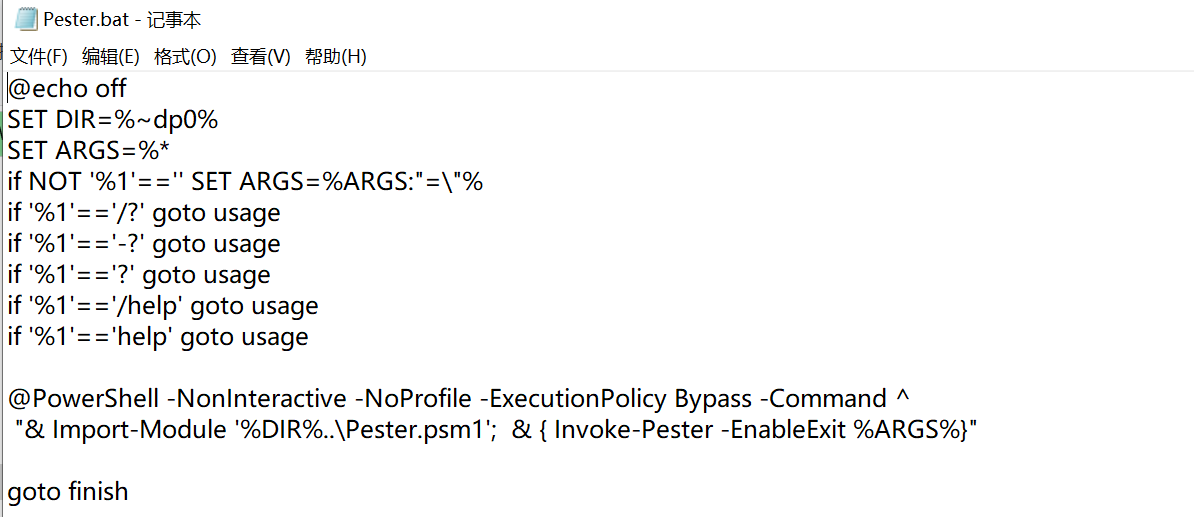 Pester.bat - 记事本
文件(F) 编辑(E) 格式(O) 查看(V) 帮助(H)
@echo off
SET DIR=%~dp0%
SET ARGS=%*
if NOT '%1'=='' SET ARGS=%ARGS:"=\"%
if '%1'=='/?' goto usage
if '%1'=='-?' goto usage
if '%1'=='?' goto usage
if '%1'=='/help' goto usage
if '%1'=='help' goto usage
@PowerShell -NonInteractive -NoProfile -ExecutionPolicy Bypass -Command ^
"& Import-Module '%DIR%..\Pester.psm1';  & { Invoke-Pester -EnableExit %ARGS%}"
goto finish